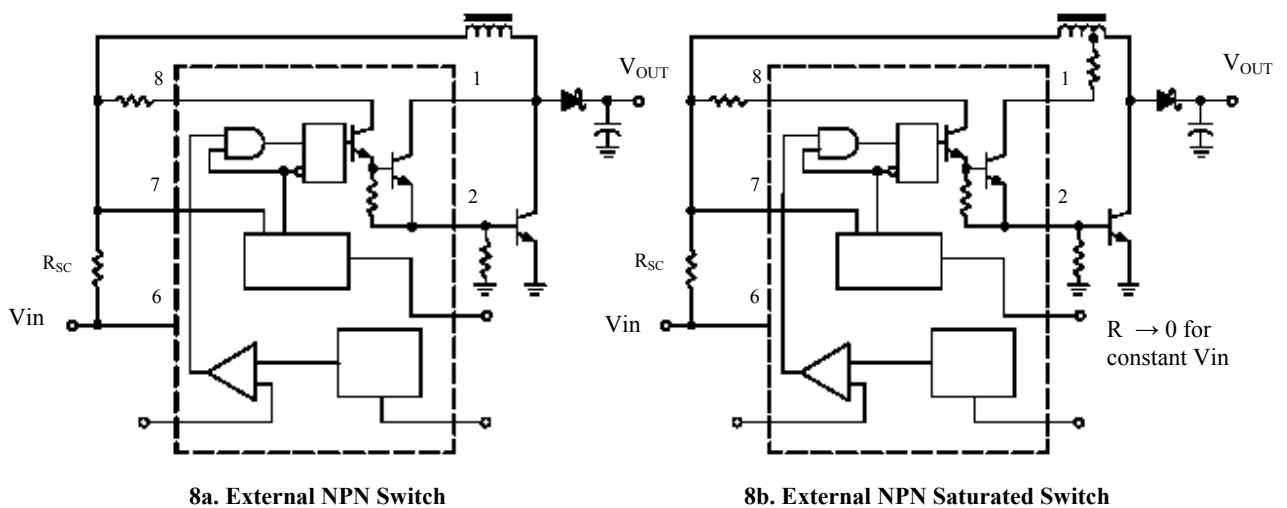 8
1
V_OUT
7
2
R_SC
6
Vin
8a. External NPN Switch
8
1
V_OUT
7
2
R_SC
6
Vin
R → 0 for
constant Vin
8b. External NPN Saturated Switch